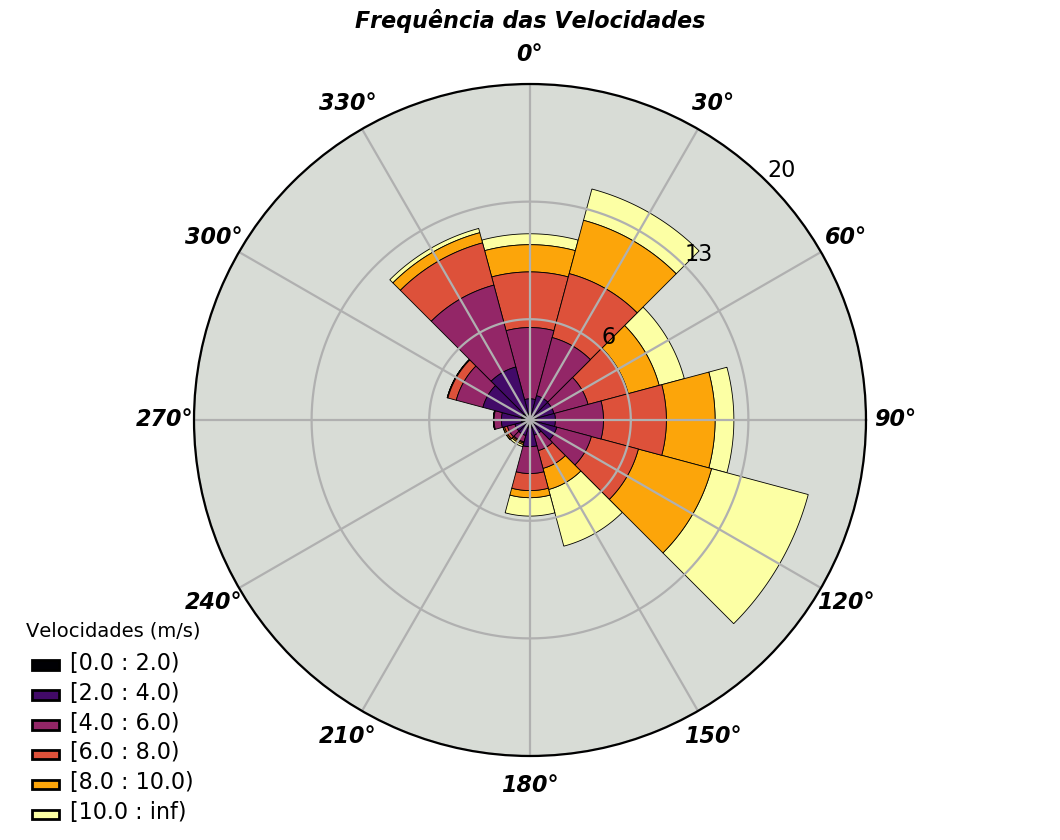 Frequência das Velocidades
0°
330°
30°
20
300°
60°
13
6
270°
90°
240°
120°
210°
150°
180°
Velocidades (m/s)
[0.0 : 2.0)
[2.0 : 4.0)
[4.0 : 6.0)
[6.0 : 8.0)
[8.0 : 10.0)
[10.0 : inf)